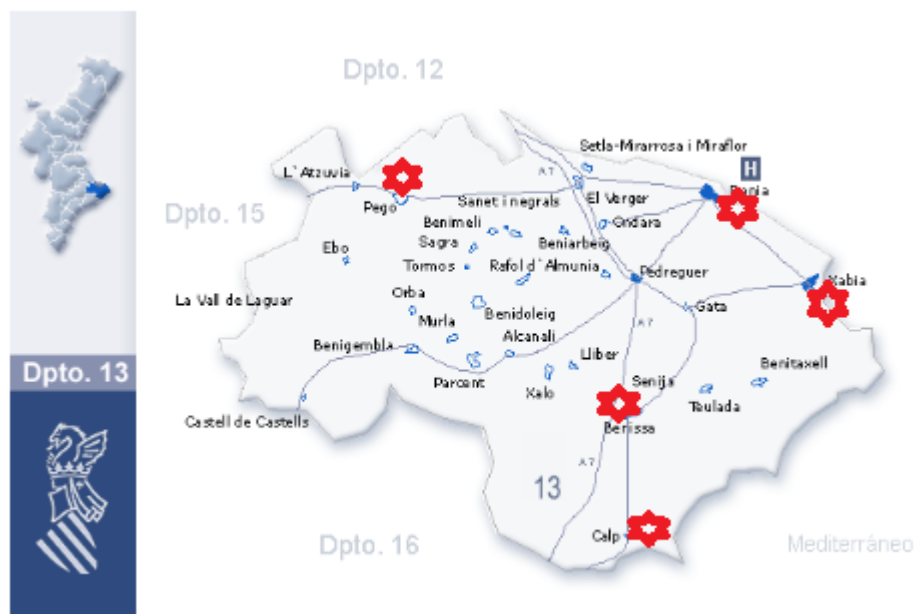 Dpto. 12
Setla-Mirarrosa i Miraflor
H
L`Atzuvia
A 7
Dpto. 15
Pego
Sanet i negrals
El Verger
Denia
Benimeli
Ondara
Sagra
Beniarbeig
Ebo
Tormos
Rafol d`Almunia
Pedreguer
Xabia
La Vall de Laguar
Orba
Benidoleig
Gata
Murla
Alcanali
A 7
Benigembla
Lliber
Benitaxell
Parcent
Xalo
Senija
Teulada
Dpto. 13
Castell de Castells
Benissa
A 7
13
Dpto. 16
Calp
Mediterráneo